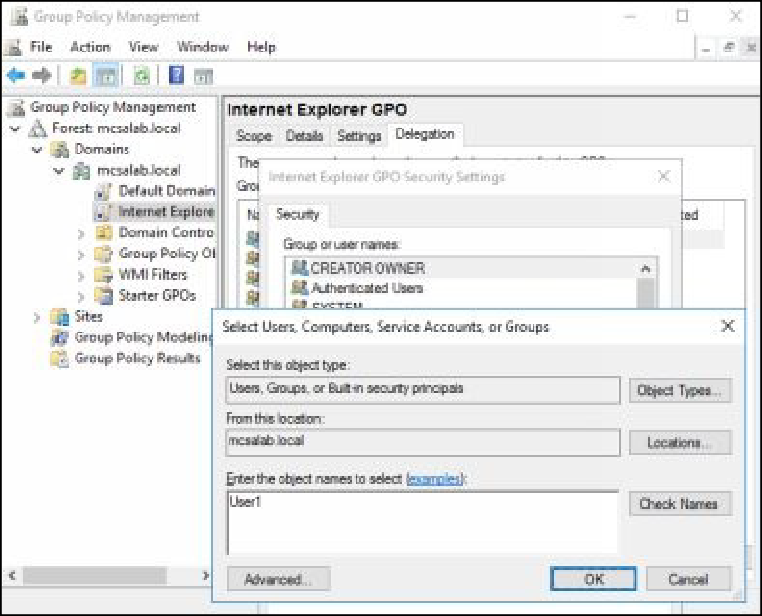 Group Policy Management
File Action View Window Help
Group Policy Management
Forest: mcsalab.local
Domains
mcsalab.local
Default Domain
Internet Explore
Domain Contro
Group Policy Ol
WMI Filters
Starter GPOs
Sites
Group Policy Modeling
Group Policy Results
Internet Explorer GPO
Scope Details Settings Delegation
The
Grou
Na
ted
Internet Explorer GPO Security Settings
Security
Group or user names:
CREATOR OWNER
Authenticated Users
SYSTEM
Select Users, Computers, Service Accounts, or Groups
Select this object type:
Users, Groups, or Built-in security principals
Object Types...
From this location:
mcsalab.local
Locations...
Enter the object names to select (examples):
User1
Check Names
Advanced...
OK
Cancel